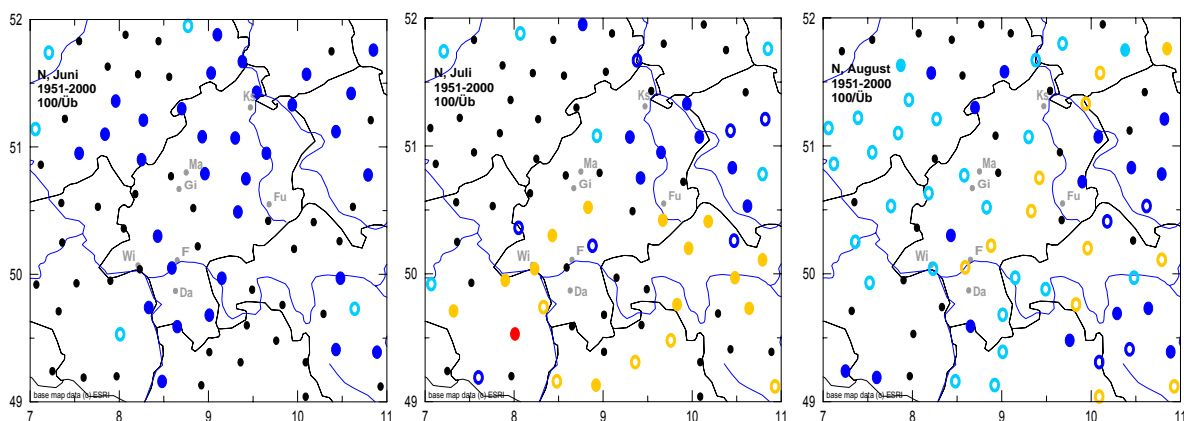 52
N, Juni
1951-2000
100/Üb
Ks
51
Ma
Gi
Fu
Wi
F
50
Da
49
base map data (c) ESRI
7 8 9 10 11
52
N, Juli
1951-2000
100/Üb
Ks
51
Ma
Gi
Fu
Wi
F
50
Da
49
base map data (c) ESRI
7 8 9 10 11
52
N, August
1951-2000
100/Üb
Ks
51
Ma
Gi
Fu
Wi
F
50
Da
49
base map data (c) ESRI
7 8 9 10 11